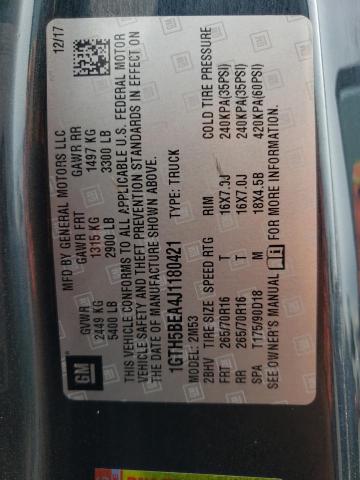 GM
MFD BY GENERAL MOTORS LLC
12/17
GVWR GAWR FRT GAWR RR
2449 KG 1315 KG 1497 KG
5400 LB 2900 LB 3300 LB
THIS VEHICLE CONFORMS TO ALL APPLICABLE U.S. FEDERAL MOTOR
VEHICLE SAFETY AND THEFT PREVENTION STANDARDS IN EFFECT ON
THE DATE OF MANUFACTURE SHOWN ABOVE.
1GTH5BEA4J1180421 TYPE: TRUCK
MODEL: 2M53
2BHV TIRE SIZE SPEED RTG RIM COLD TIRE PRESSURE
FRT 265/70R16 T 16X7.0J 240KPA(35PSI)
RR 265/70R16 T 16X7.0J 240KPA(35PSI)
SPA T175/90D18 M 18X4.5B 420KPA(60PSI)
SEE OWNER'S MANUAL FOR MORE INFORMATION.